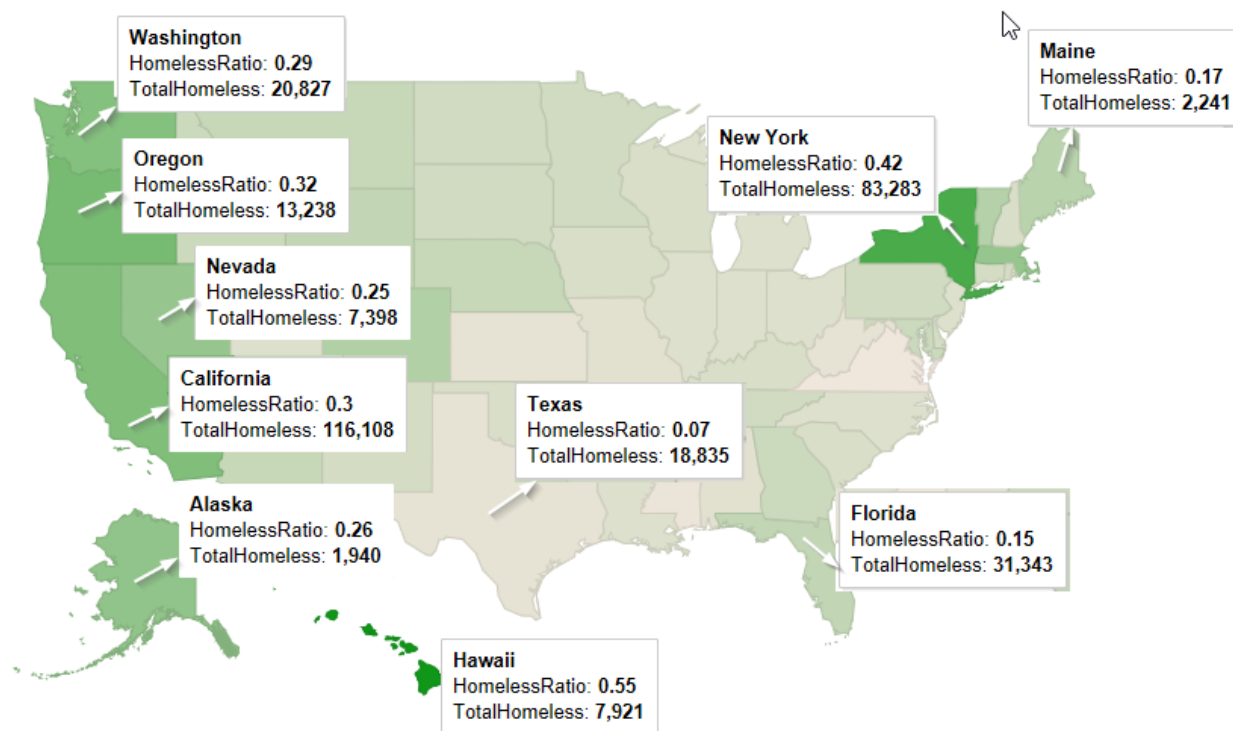 Washington
HomelessRatio: 0.29
TotalHomeless: 20,827
Maine
HomelessRatio: 0.17
TotalHomeless: 2,241
New York
HomelessRatio: 0.42
TotalHomeless: 83,283
Oregon
HomelessRatio: 0.32
TotalHomeless: 13,238
Nevada
HomelessRatio: 0.25
TotalHomeless: 7,398
California
HomelessRatio: 0.3
TotalHomeless: 116,108
Texas
HomelessRatio: 0.07
TotalHomeless: 18,835
Alaska
HomelessRatio: 0.26
TotalHomeless: 1,940
Florida
HomelessRatio: 0.15
TotalHomeless: 31,343
Hawaii
HomelessRatio: 0.55
TotalHomeless: 7,921